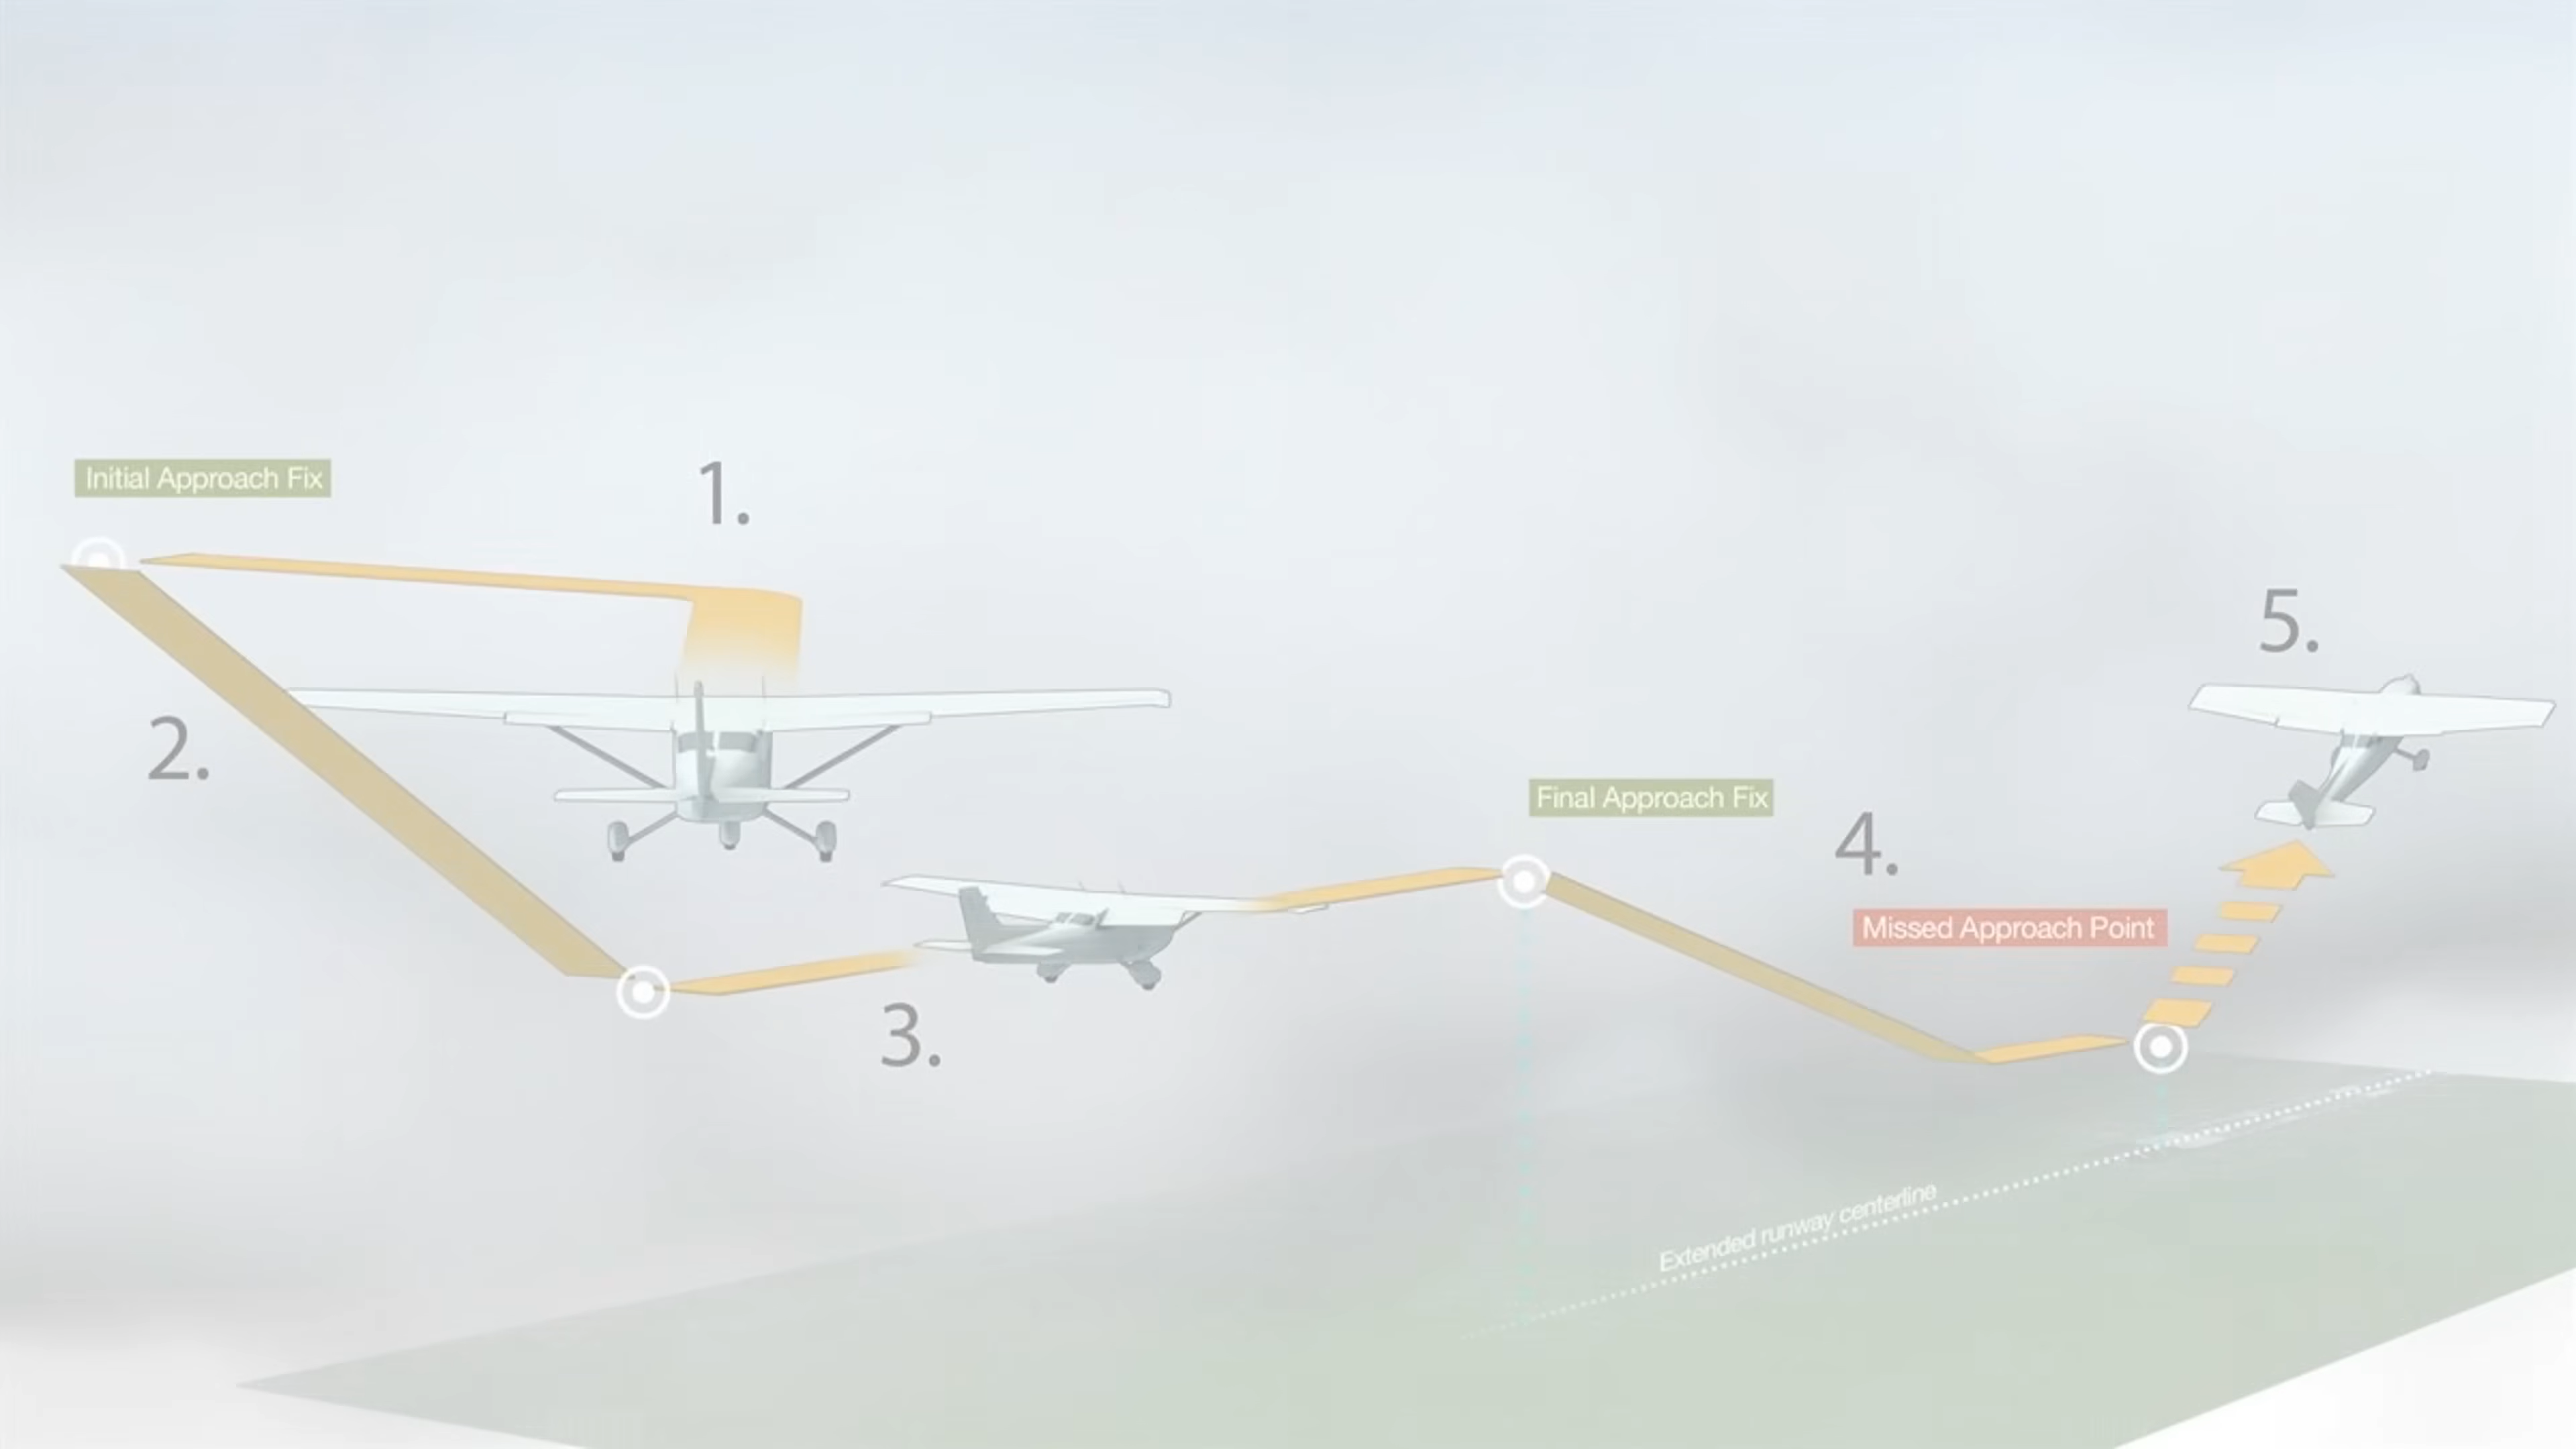 Initial Approach Fix
1.
2.
3.
Final Approach Fix
4.
Missed Approach Point
5.
Extended runway centerline